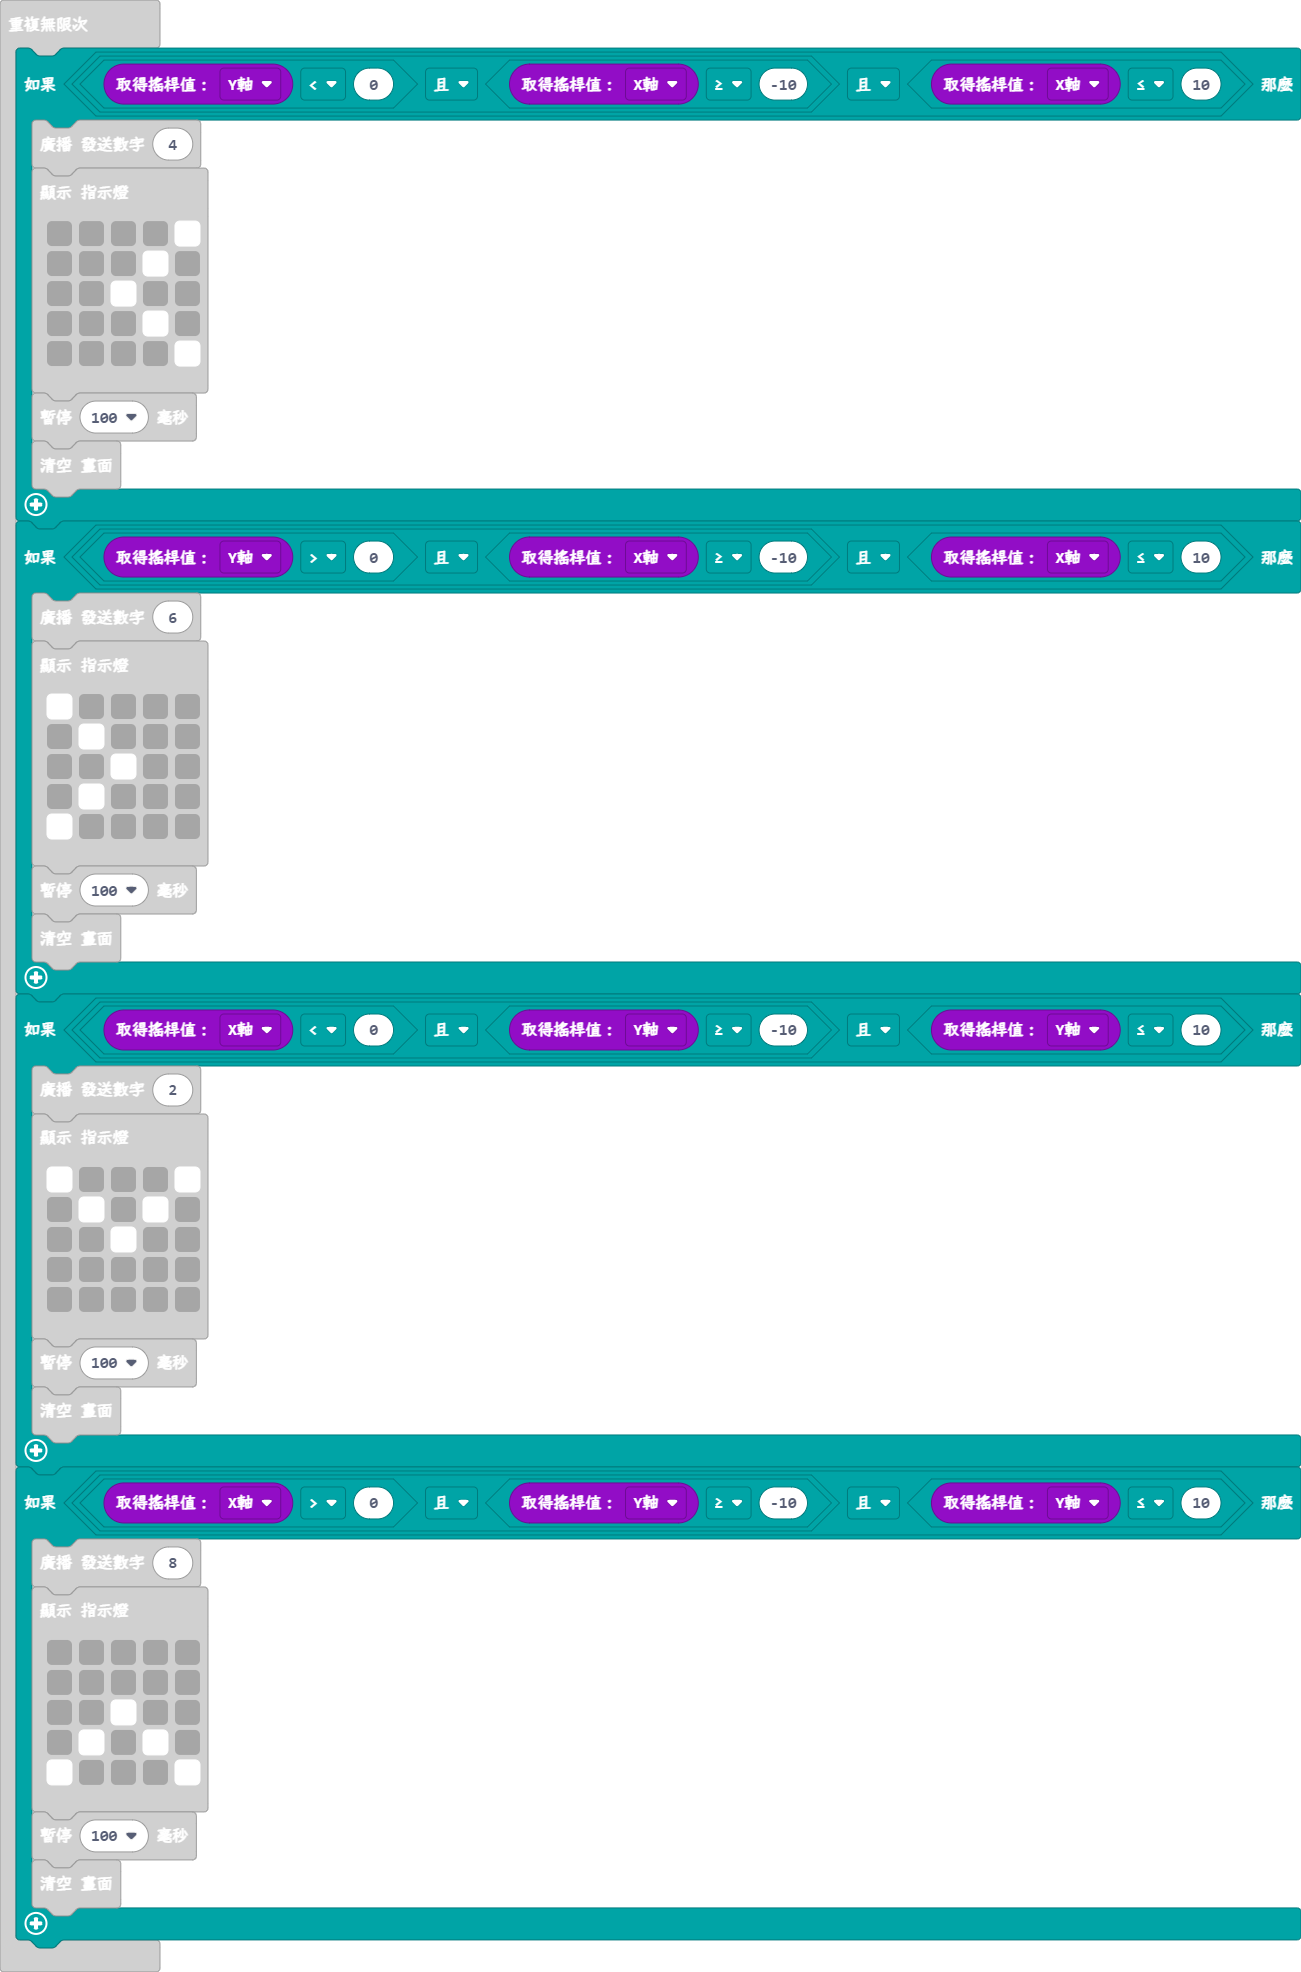 重複無限次
如果 取得搖桿值： Y軸 < 0 且 取得搖桿值： X軸 ≥ -10 且 取得搖桿值： X軸 ≤ 10 那麼
廣播 發送數字 4
顯示 指示燈
暫停 100 毫秒
清空 畫面
如果 取得搖桿值： Y軸 > 0 且 取得搖桿值： X軸 ≥ -10 且 取得搖桿值： X軸 ≤ 10 那麼
廣播 發送數字 6
顯示 指示燈
暫停 100 毫秒
清空 畫面
如果 取得搖桿值： X軸 < 0 且 取得搖桿值： Y軸 ≥ -10 且 取得搖桿值： Y軸 ≤ 10 那麼
廣播 發送數字 2
顯示 指示燈
暫停 100 毫秒
清空 畫面
如果 取得搖桿值： X軸 > 0 且 取得搖桿值： Y軸 ≥ -10 且 取得搖桿值： Y軸 ≤ 10 那麼
廣播 發送數字 8
顯示 指示燈
暫停 100 毫秒
清空 畫面